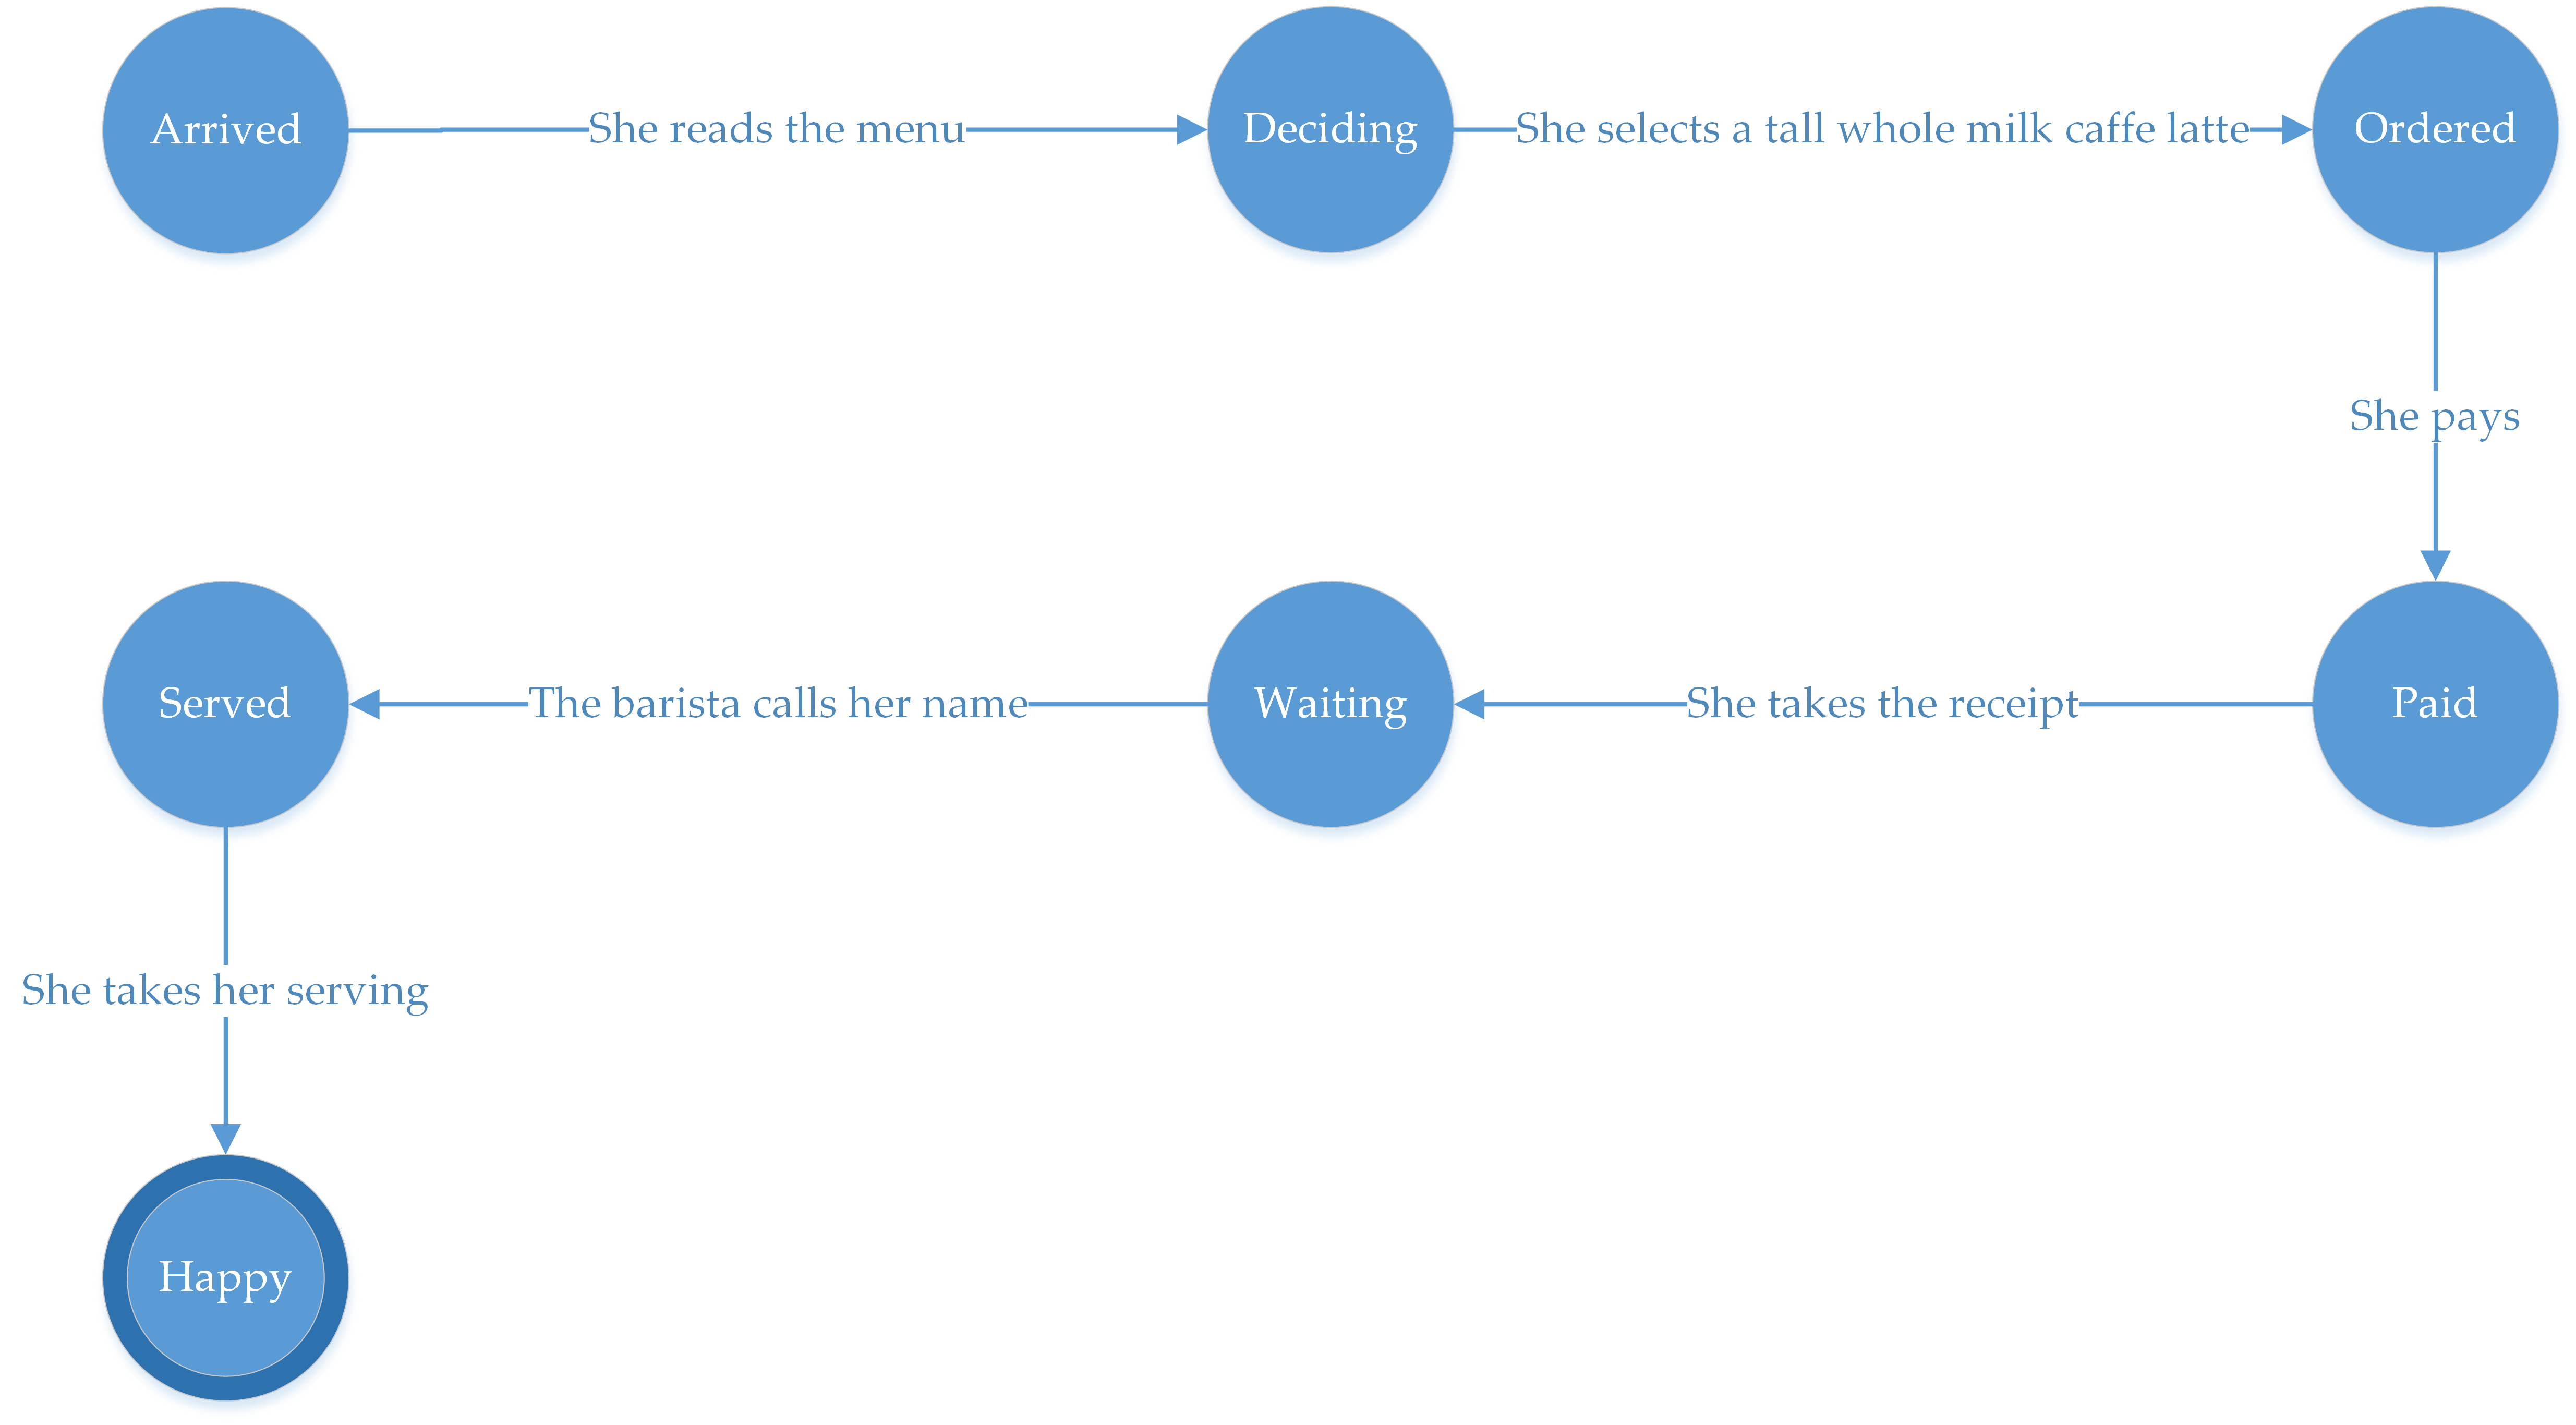 Arrived
She reads the menu
Deciding
She selects a tall whole milk caffe latte
Ordered
She pays
Paid
She takes the receipt
Waiting
The barista calls her name
Served
She takes her serving
Happy